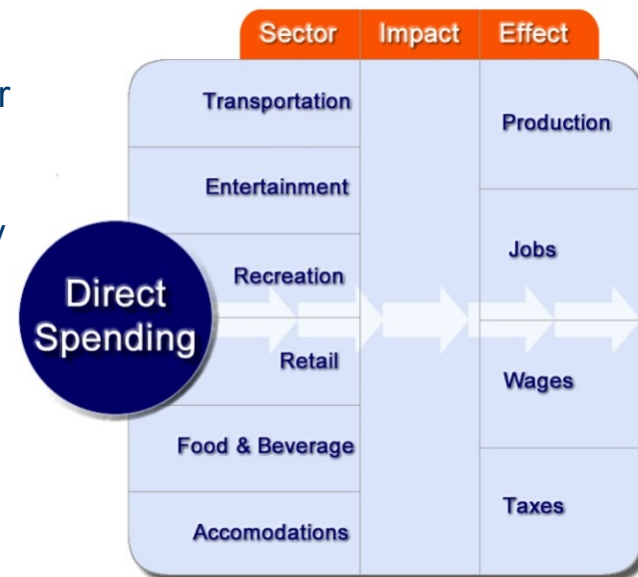 Sector Impact Effect
Transportation
Entertainment
Recreation
Retail
Food & Beverage
Accomodations
Direct
Spending
Production
Jobs
Wages
Taxes